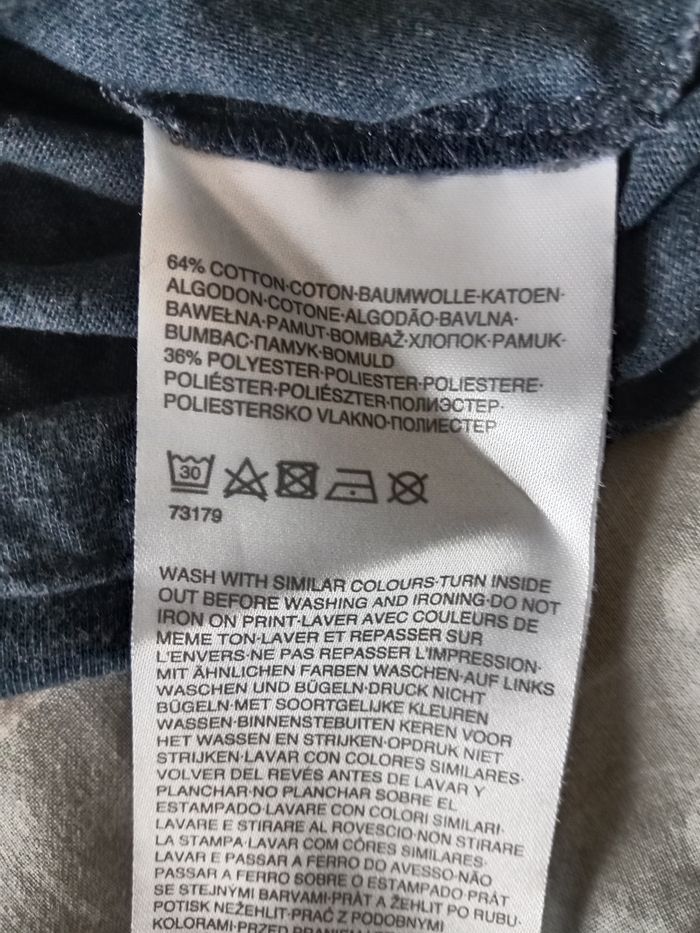 64% COTTON·COTON·BAUMWOLLE·KATOEN·
ALGODON·COTONE·ALGODÃO·BAVLNA·
BAWEŁNA·PAMUT·BOMBAŽ·ХЛОПОК·PAMUK·
BUMBAC·ПАМУК·BOMULD
36% POLYESTER·POLIESTER·POLIESTERE·
POLIÉSTER·POLIÉSZTER·ПОЛИЭСТЕР·
POLIESTERSKO VLAKNO·ПОЛИЕСТЕР
30
73179
WASH WITH SIMILAR COLOURS·TURN INSIDE
OUT BEFORE WASHING AND IRONING·DO NOT
IRON ON PRINT·LAVER AVEC COULEURS DE
MEME TON·LAVER ET REPASSER SUR
L'ENVERS·NE PAS REPASSER L'IMPRESSION·
MIT ÄHNLICHEN FARBEN WASCHEN·AUF LINKS
WASCHEN UND BÜGELN·DRUCK NICHT
BÜGELN·MET SOORTGELIJKE KLEUREN
WASSEN·BINNENSTEBUITEN KEREN VOOR
HET WASSEN EN STRIJKEN·OPDRUK NIET
STRIJKEN·LAVAR CON COLORES SIMILARES·
VOLVER DEL REVÉS ANTES DE LAVAR Y
PLANCHAR·NO PLANCHAR SOBRE EL
ESTAMPADO·LAVARE CON COLORI SIMILARI·
LAVARE E STIRARE AL ROVESCIO·NON STIRARE
LA STAMPA·LAVAR COM CÔRES SIMILARES·
LAVAR E PASSAR A FERRO DO AVESSO·NÃO
PASSAR A FERRO SOBRE O ESTAMPADO·PRÁT
SE STEJNÝMI BARVAMI·PRÁT A ŽEHLIT PO RUBU·
POTISK NEŽEHLIT·PRAĆ Z PODOBNYMI
KOLORAMI·PRZED